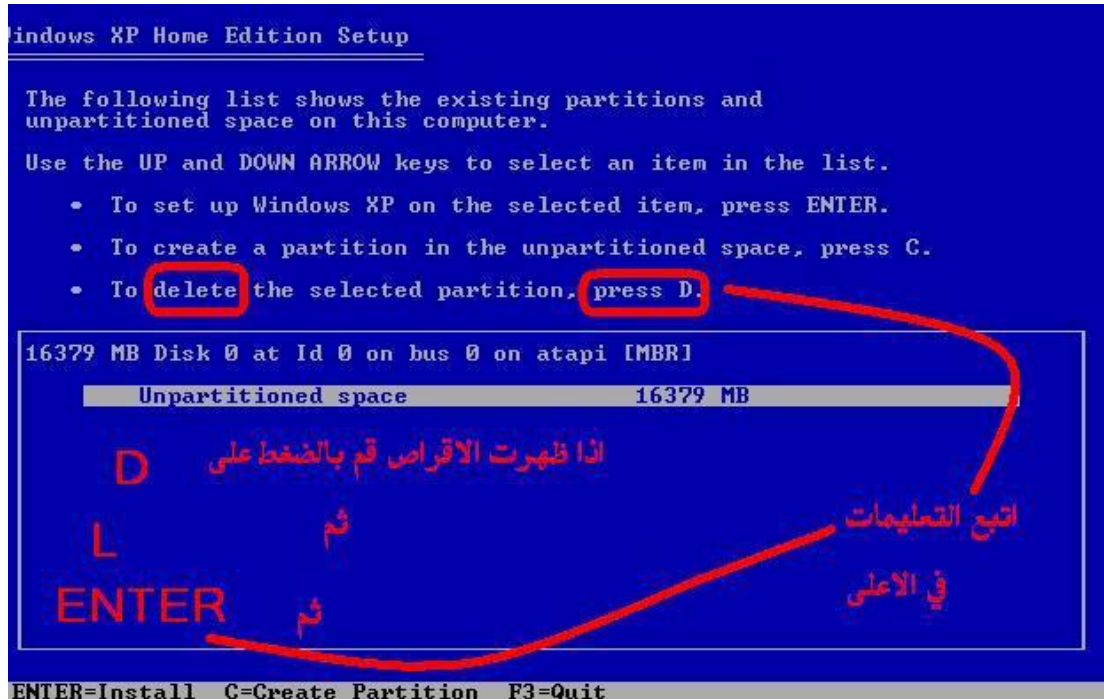 indows XP Home Edition Setup
The following list shows the existing partitions and
unpartitioned space on this computer.
Use the UP and DOWN ARROW keys to select an item in the list.
• To set up Windows XP on the selected item, press ENTER.
• To create a partition in the unpartitioned space, press C.
• To delete the selected partition, press D.
16379 MB Disk 0 at Id 0 on bus 0 on atapi [MBR]
Unpartitioned space 16379 MB
اذا ظهرت الاقراص قم بالضغط على D
ثم L
ثم ENTER
اتبع التعليمات
في الاعلى
ENTER=Install C=Create Partition F3=Quit